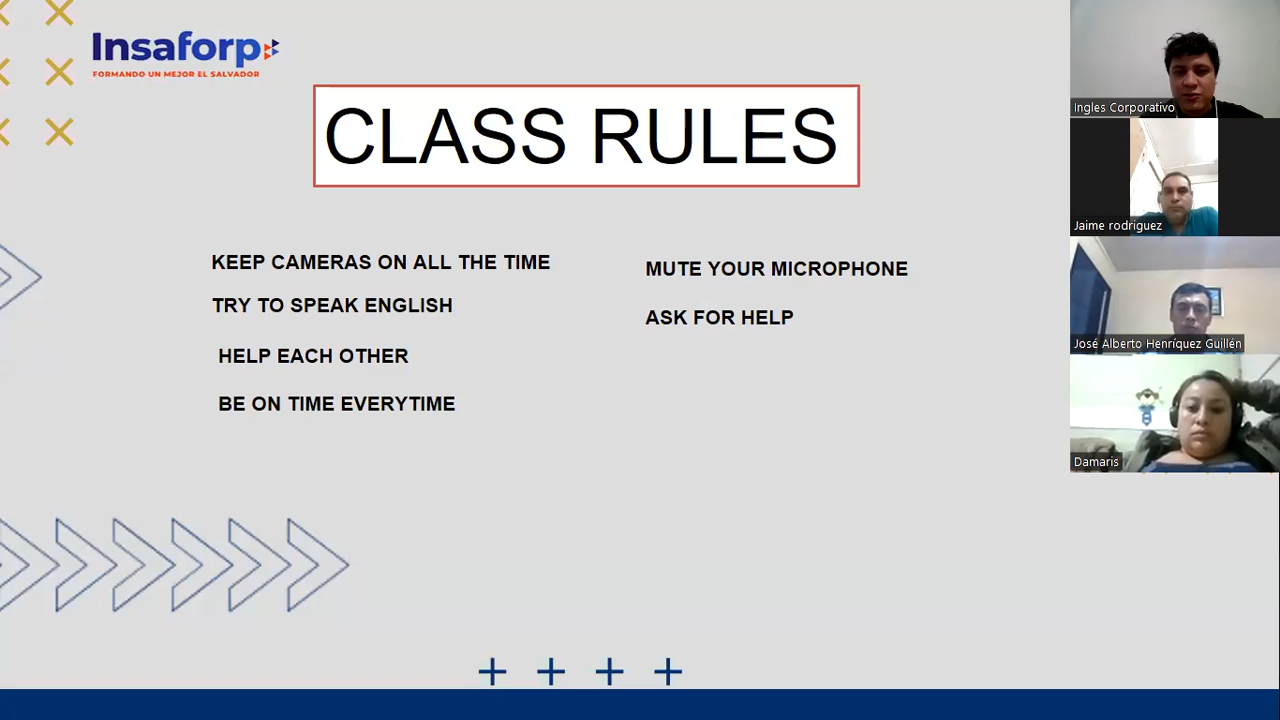 Insaforp
FORMANDO UN MEJOR EL SALVADOR
CLASS RULES
KEEP CAMERAS ON ALL THE TIME
TRY TO SPEAK ENGLISH
HELP EACH OTHER
BE ON TIME EVERYTIME
MUTE YOUR MICROPHONE
ASK FOR HELP
Ingles Corporativo
Jaime rodriguez
José Alberto Henríquez Guillén
Damaris